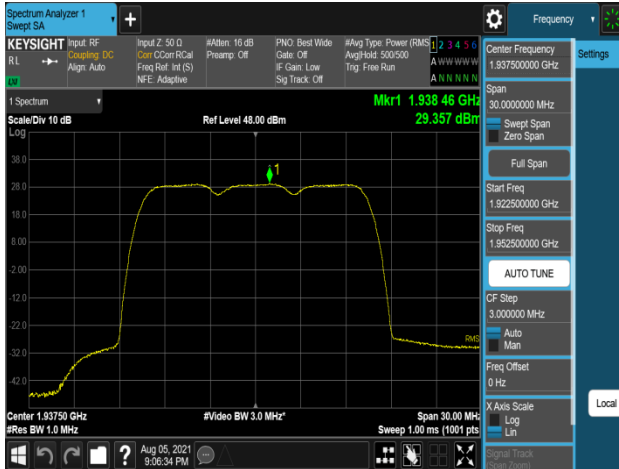 Spectrum Analyzer 1
Swept SA
Frequency
KEYSIGHT
RL
Input: RF
Coupling: DC
Align: Auto
Input Z: 50 Ω
Corr CCorr RCal
Freq Ref: Int (S)
NFE: Adaptive
#Atten: 16 dB
Preamp: Off
PNO: Best Wide
Gate: Off
IF Gain: Low
Sig Track: Off
#Avg Type: Power (RMS
Avg|Hold: 500/500
Trig: Free Run
1 2 3 4 5 6
A W W W W W
A N N N N N
1 Spectrum
Scale/Div 10 dB
Log
Ref Level 48.00 dBm
Mkr1 1.938 46 GHz
29.357 dBm
38.0
28.0
18.0
8.00
-2.00
-12.0
-22.0
-32.0
-42.0
1
RMS
Center 1.93750 GHz
#Res BW 1.0 MHz
#Video BW 3.0 MHz*
Span 30.00 MHz
Sweep 1.00 ms (1001 pts
?
Aug 05, 2021
9:06:34 PM
Center Frequency
1.937500000 GHz
Settings
Span
30.0000000 MHz
Swept Span
Zero Span
Full Span
Start Freq
1.922500000 GHz
Stop Freq
1.952500000 GHz
AUTO TUNE
CF Step
3.000000 MHz
Auto
Man
Freq Offset
0 Hz
X Axis Scale
Log
Lin
Local
Signal Track
(Span Zoom)